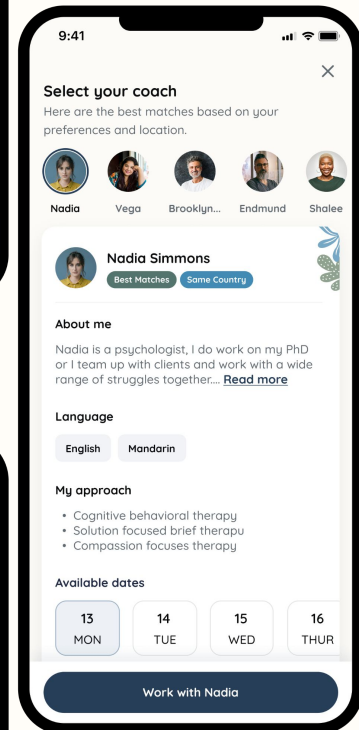 9:41
Select your coach
Here are the best matches based on your
preferences and location.
Nadia Vega Brooklyn... Endmund Shalee
Nadia Simmons
Best Matches Same Country
About me
Nadia is a psychologist, I do work on my PhD
or I team up with clients and work with a wide
range of struggles together.... Read more
Language
English Mandarin
My approach
• Cognitive behavioral therapy
• Solution focused brief therapu
• Compassion focuses therapy
Available dates
13 14 15 16
MON TUE WED THUR
Work with Nadia